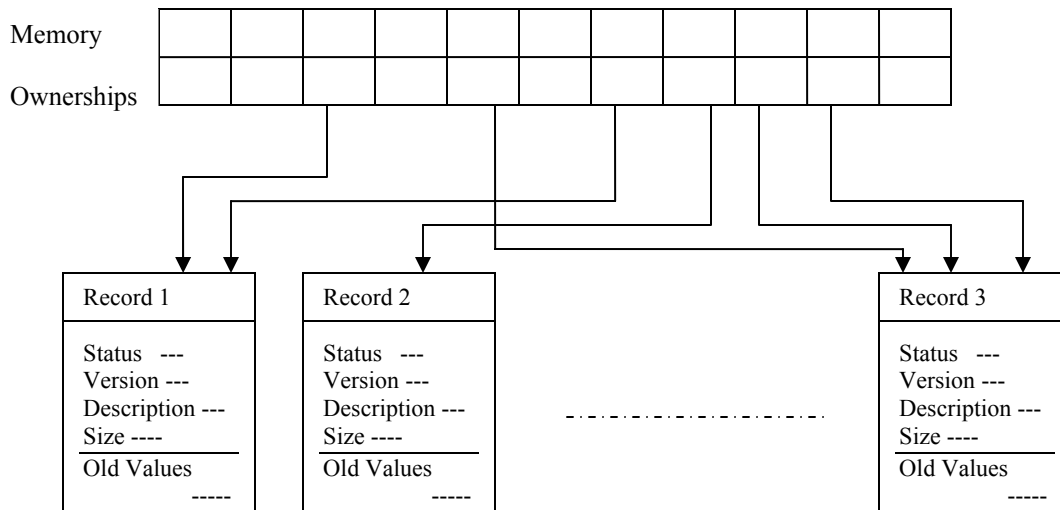 Memory
Ownerships
Record 1
Status ---
Version ---
Description ---
Size ----
Old Values
-----
Record 2
Status ---
Version ---
Description ---
Size ----
Old Values
-----
Record 3
Status ---
Version ---
Description ---
Size ----
Old Values
-----